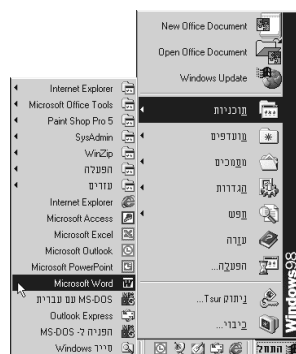 New Office Document
Open Office Document
Windows Update
תוכניות
מועדפים
מסמכים
הגדרות
חפש
עזרה
הפעלה...
ניתוק Tsur...
כיבוי...
Windows98
התחל
Internet Explorer
Microsoft Office Tools
Paint Shop Pro 5
SysAdmin
WinZip
הפעלה
עזרים
Internet Explorer
Microsoft Access
Microsoft Excel
Microsoft Outlook
Microsoft PowerPoint
Microsoft Word
MS-DOS עם עברית
Outlook Express
הפניה ל- MS-DOS
סייר Windows